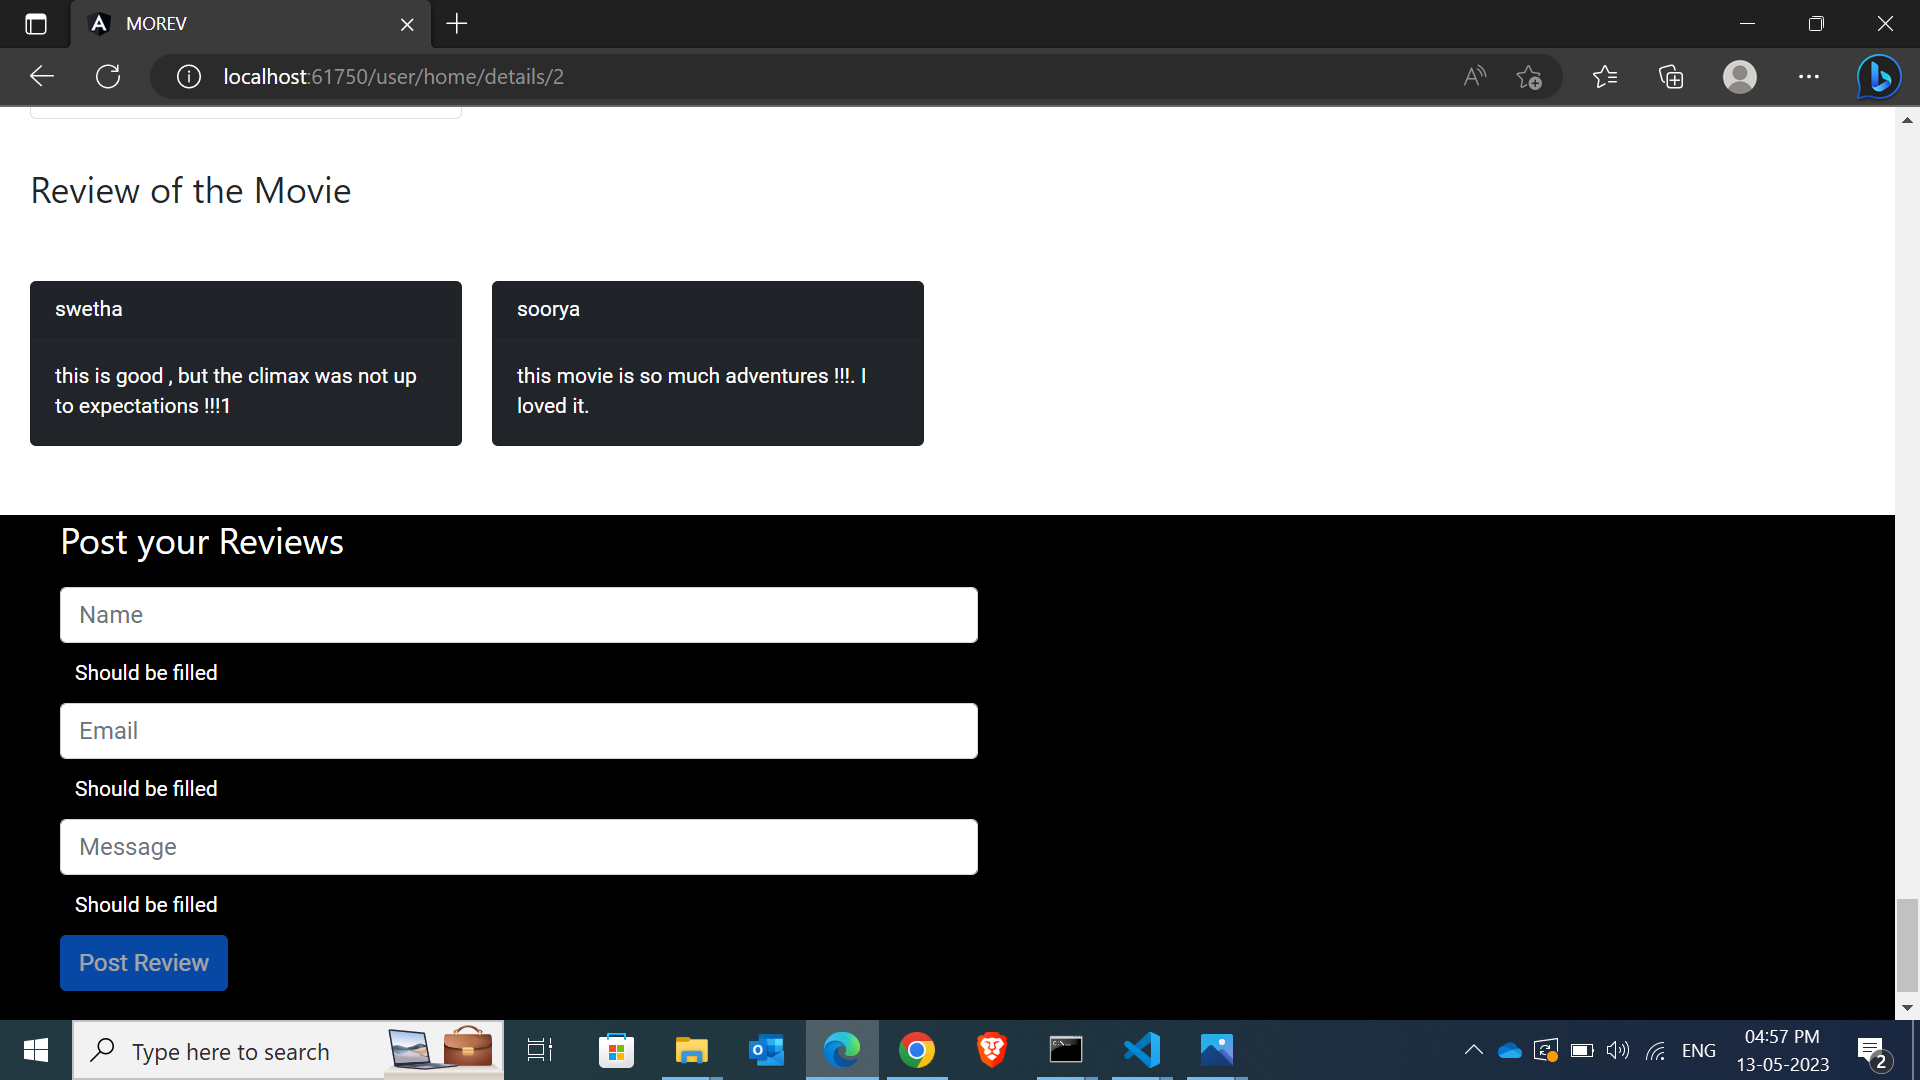 MOREV
localhost:61750/user/home/details/2
Review of the Movie
swetha
this is good , but the climax was not up
to expectations !!!1
soorya
this movie is so much adventures !!!. I
loved it.
Post your Reviews
Name
Should be filled
Email
Should be filled
Message
Should be filled
Post Review
Type here to search
ENG
04:57 PM
13-05-2023
2